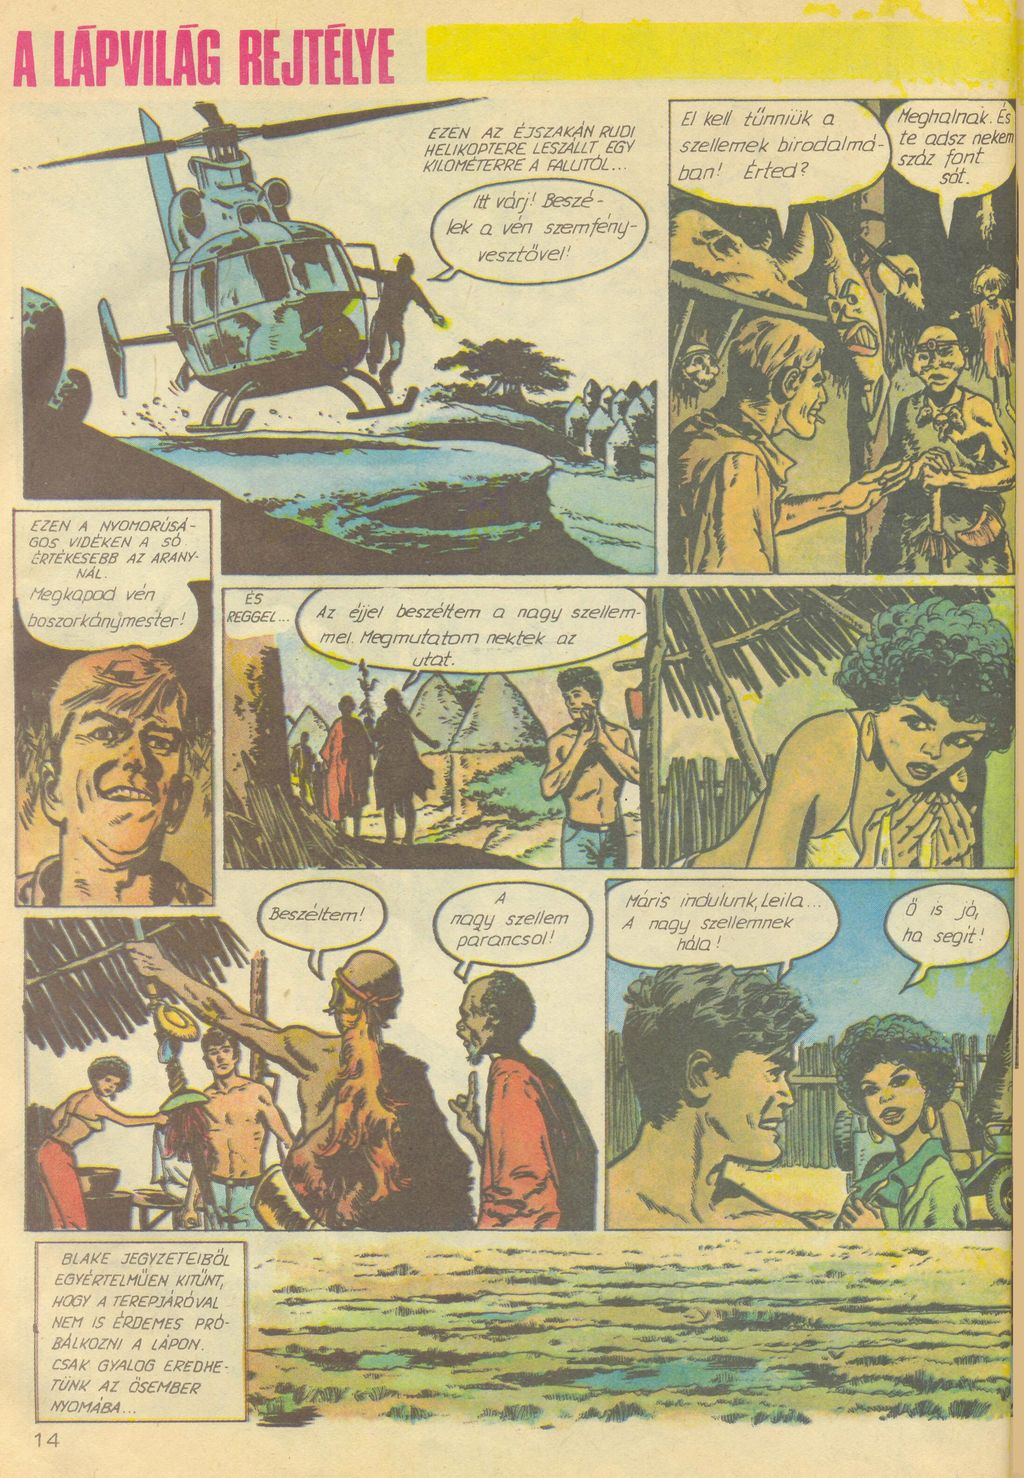 A LÁPVILÁG REJTÉLYE
EZEN AZ ÉJSZAKÁN RUDI
HELIKOPTERE LESZÁLLT EGY
KILOMÉTERRE A FALUTÓL...
Itt várj! Beszé-
lek a vén szemfény-
vesztővel!
El kell tűnniük a
szellemek birodalmá-
ban! Érted?
Meghalnak. És
te adsz nekem
száz font
sót.
EZEN A NYOMORÚSÁ-
GOS VIDÉKEN A SÓ
ÉRTÉKESEBB AZ ARANY-
NÁL.
Megkapod vén
boszorkánymester!
ÉS
REGGEL...
Az éjjel beszéltem a nagy szellem-
mel. Megmutatom nektek az
utat.
Beszéltem!
A
nagy szellem
parancsol!
Máris indulunk, Leila...
A nagy szellemnek
hála!
Ő is jó,
ha segit!
BLAKE JEGYZETEIBŐL
EGYÉRTELMŰEN KITŰNT,
HOGY A TEREPJÁRÓVAL
NEM IS ÉRDEMES PRÓ-
BÁLKOZNI A LÁPON.
CSAK GYALOG EREDHE-
TÜNK AZ ŐSEMBER
NYOMÁBA...
14